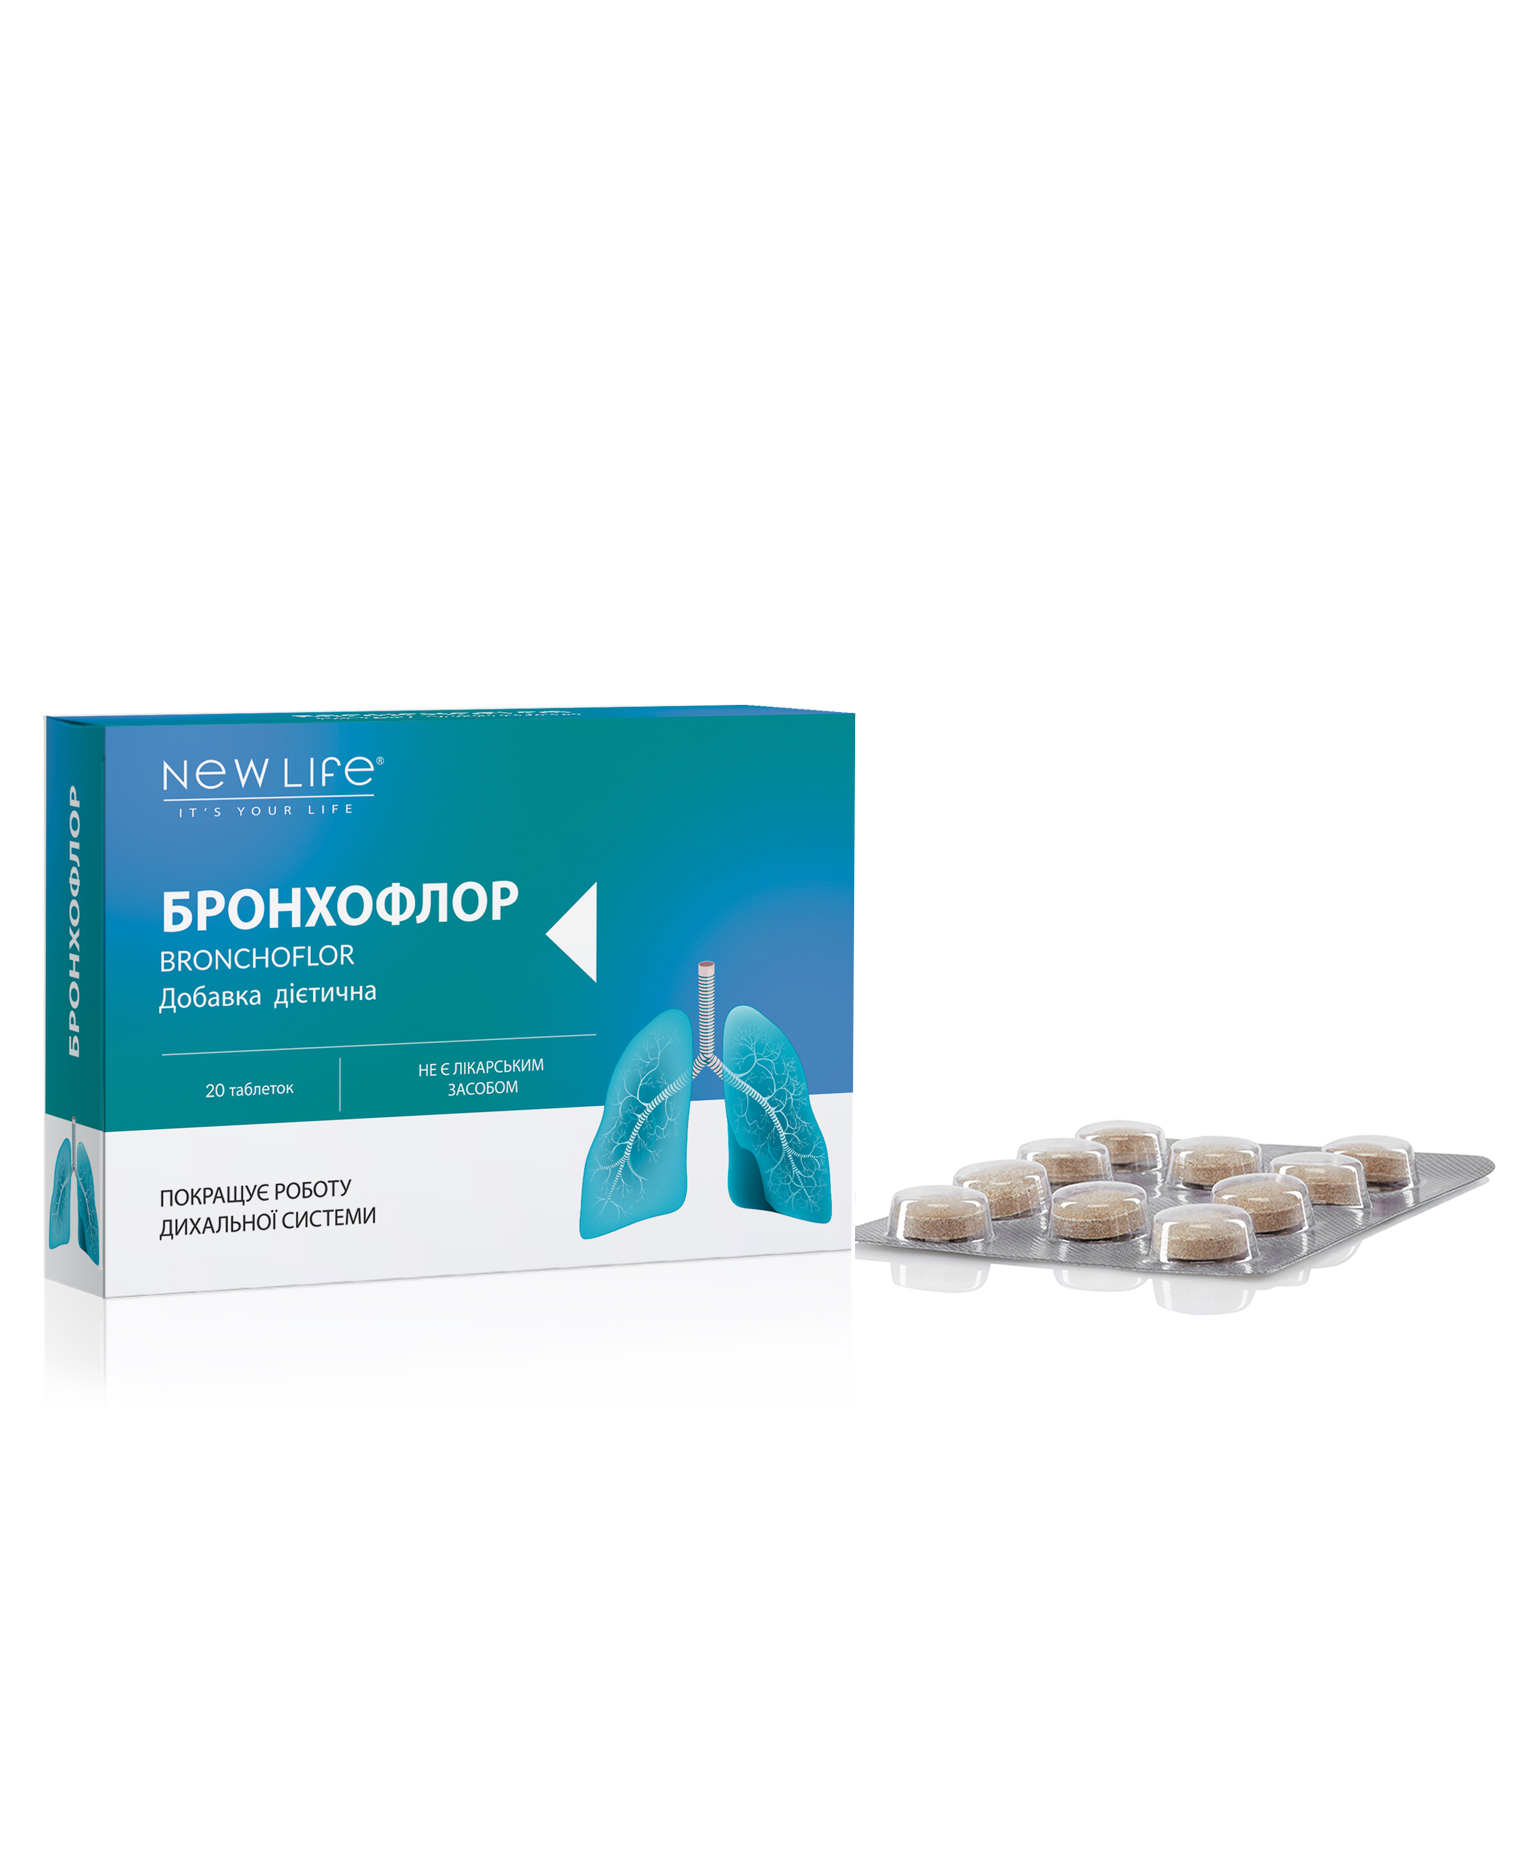 NEW LIFE®
IT'S YOUR LIFE
БРОНХОФЛОР
BRONCHOFLOR
Добавка дієтична
20 таблеток
НЕ Є ЛІКАРСЬКИМ
ЗАСОБОМ
ПОКРАЩУЄ РОБОТУ
ДИХАЛЬНОЇ СИСТЕМИ
БРОНХОФЛОР